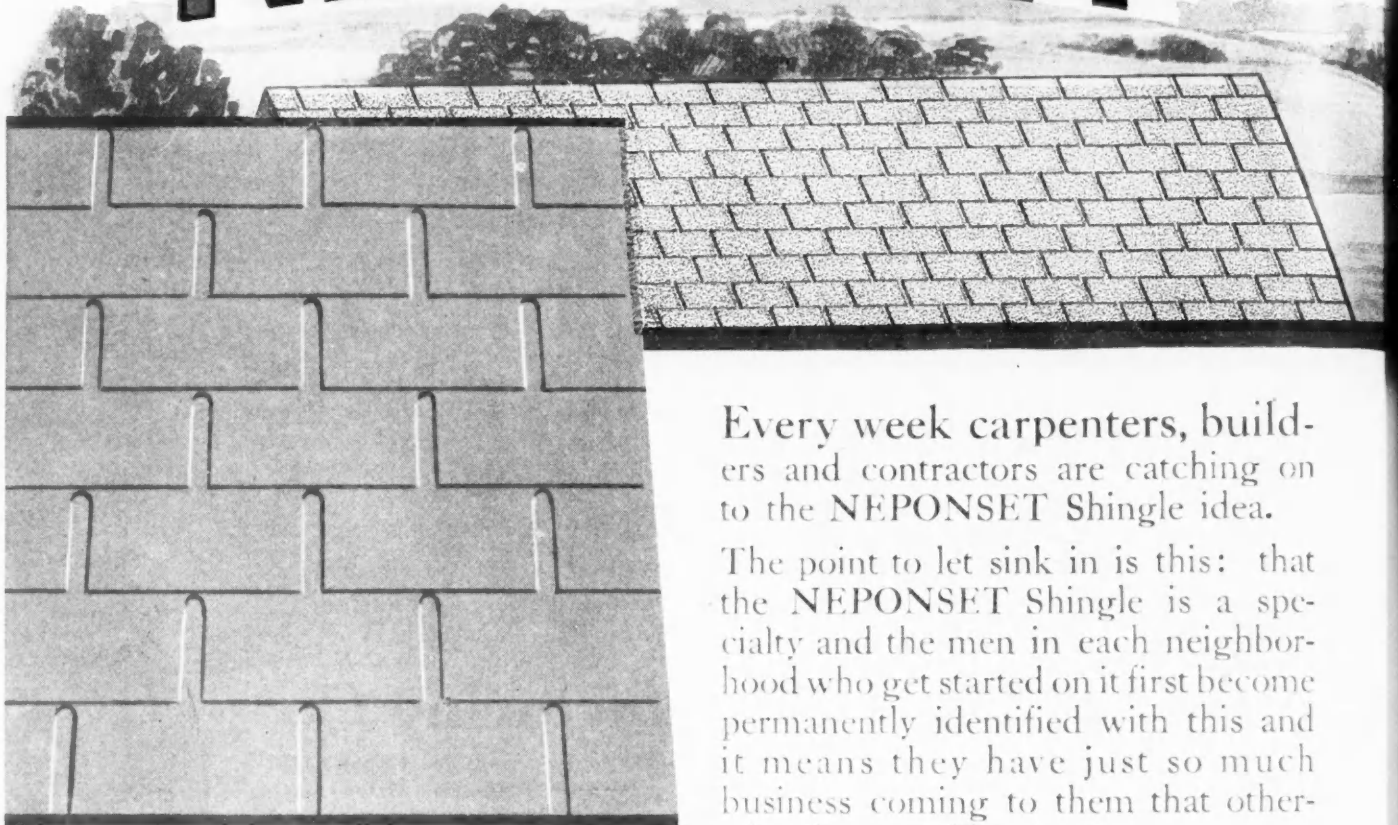 Every week carpenters, build-
ers and contractors are catching on
to the NEPONSET Shingle idea.
The point to let sink in is this: that
the NEPONSET Shingle is a spe-
cialty and the men in each neighbor-
hood who get started on it first become
permanently identified with this and
it means they have just so much
business coming to them that other-